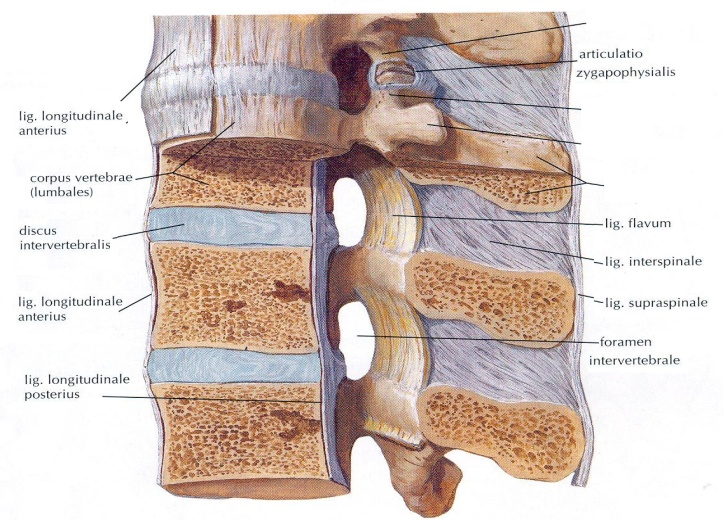 articulatio
zygapophysialis
lig. longitudinale
anterius
corpus vertebrae
(lumbales)
discus
intervertebralis
lig. flavum
lig. interspinale
lig. longitudinale
anterius
lig. supraspinale
foramen
intervertebrale
lig. longitudinale
posterius